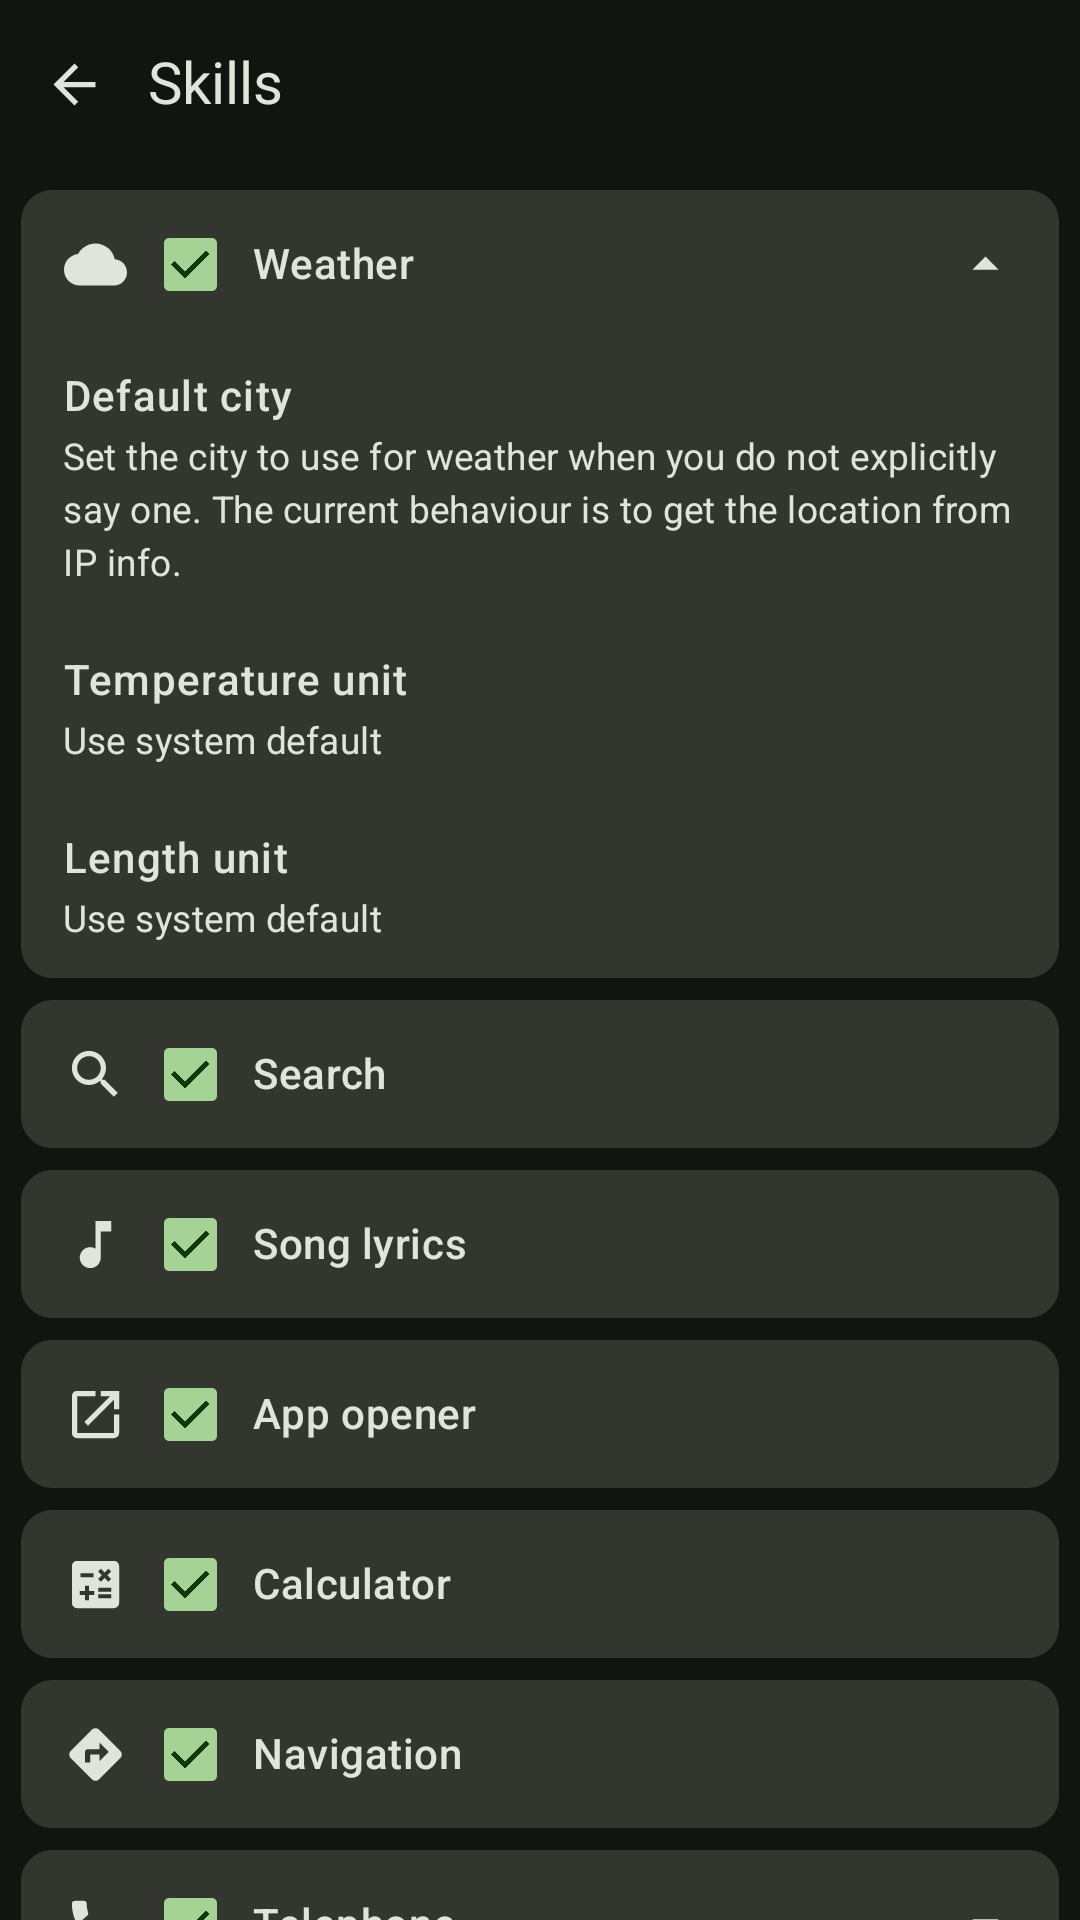 Skills
Weather
Default city
Set the city to use for weather when you do not explicitly
say one. The current behaviour is to get the location from
IP info.
Temperature unit
Use system default
Length unit
Use system default
Search
Song lyrics
App opener
Calculator
Navigation
Telephone